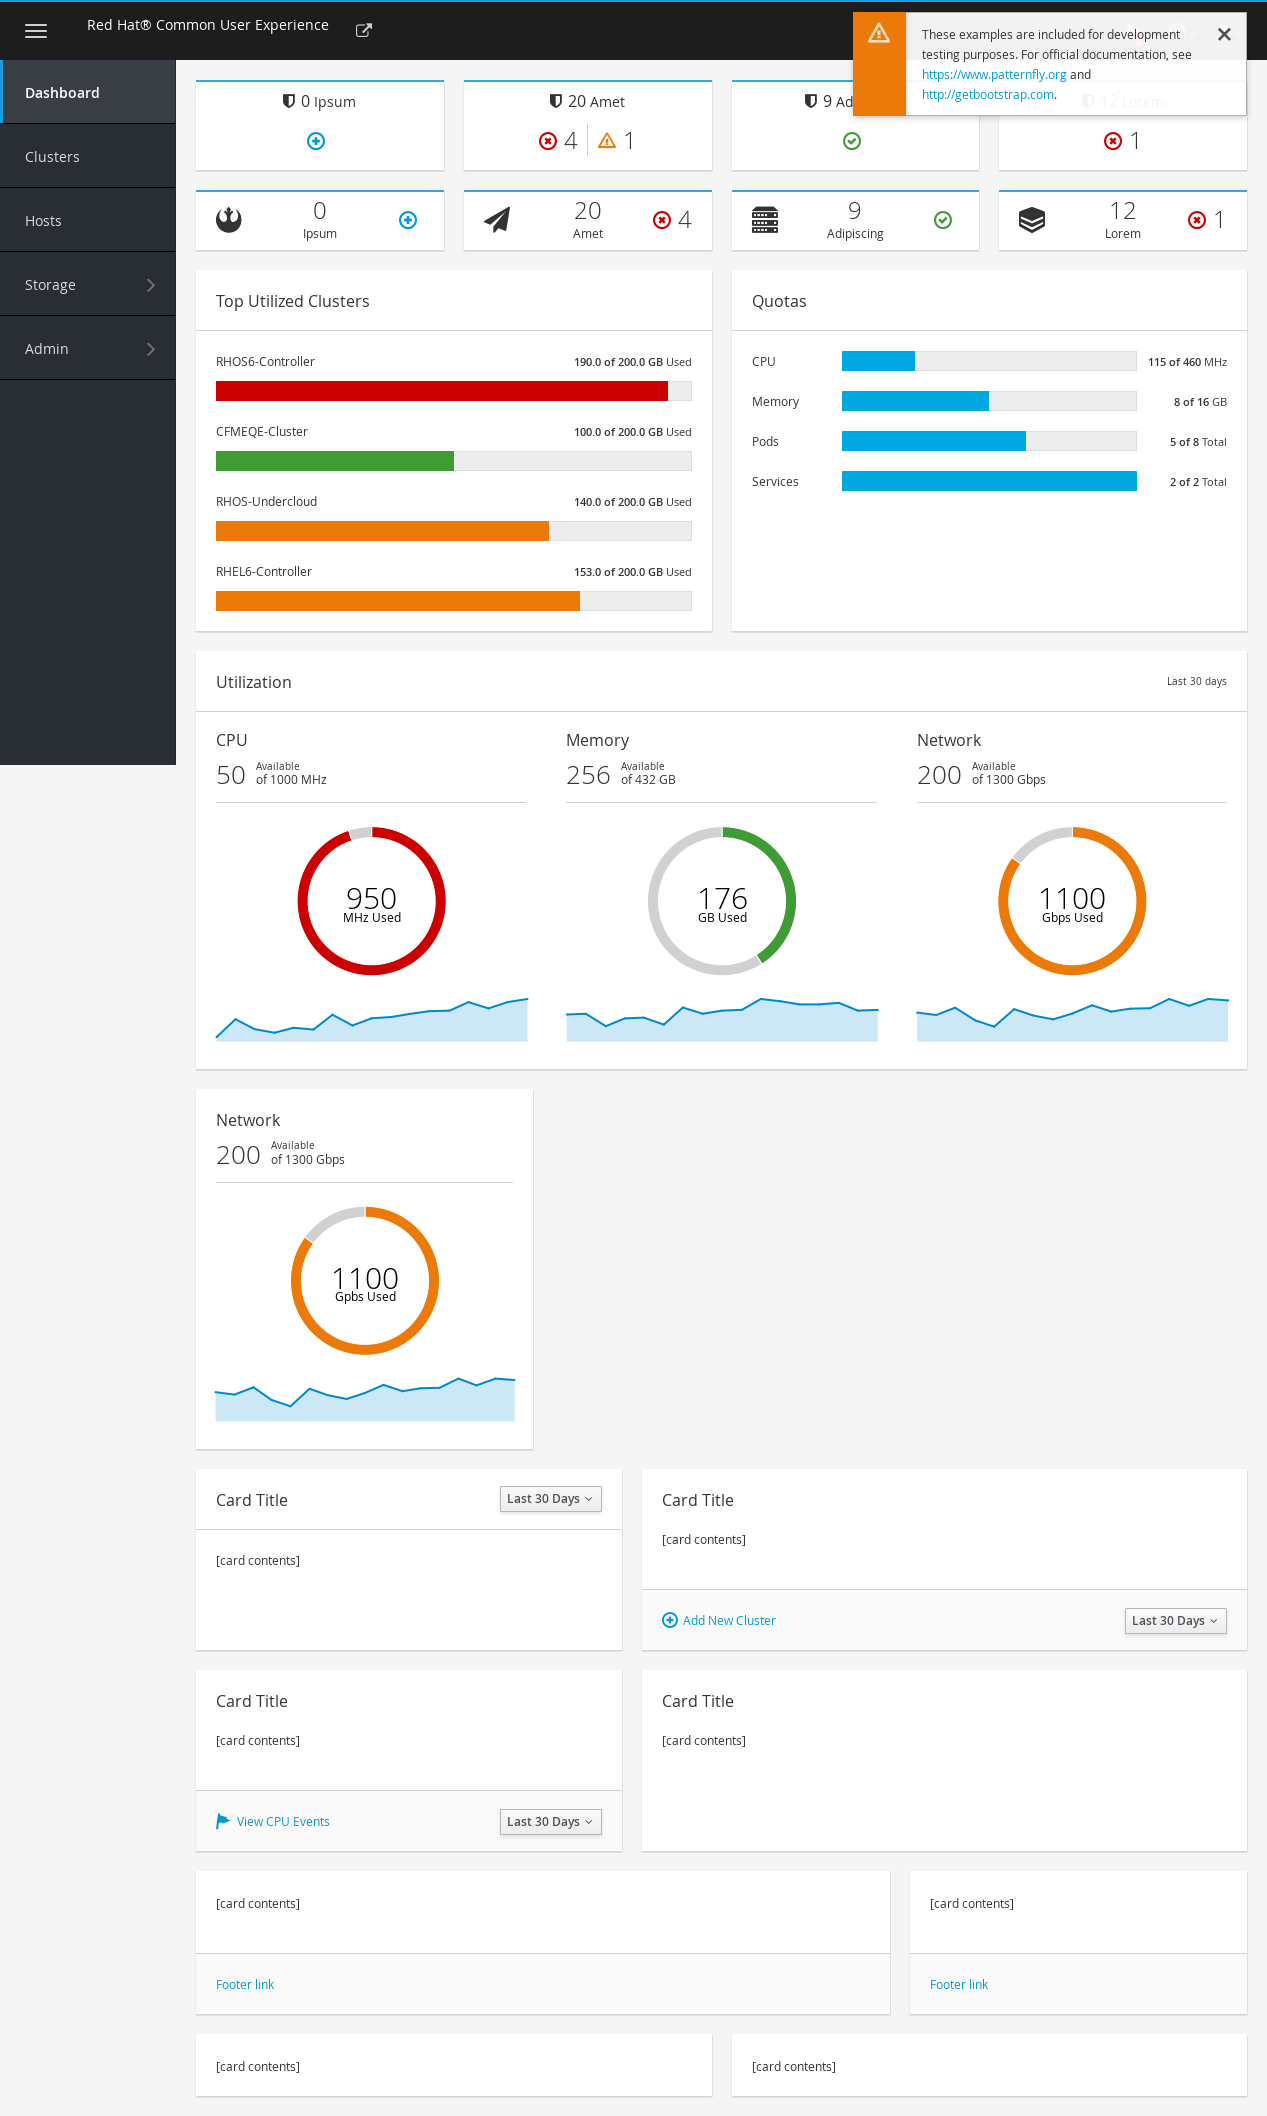 Red Hat® Common User Experience
These examples are included for development
testing purposes. For official documentation, see
https://www.patternfly.org and
http://getbootstrap.com.
Dashboard
Clusters
Hosts
Storage
Admin
0 Ipsum
20 Amet
9 Ad
12 Lorem
4
1
1
0
Ipsum
20
Amet
4
9
Adipiscing
12
Lorem
1
Top Utilized Clusters
RHOS6-Controller
190.0 of 200.0 GB Used
CFMEQE-Cluster
100.0 of 200.0 GB Used
RHOS-Undercloud
140.0 of 200.0 GB Used
RHEL6-Controller
153.0 of 200.0 GB Used
Quotas
CPU
115 of 460 MHz
Memory
8 of 16 GB
Pods
5 of 8 Total
Services
2 of 2 Total
Utilization
Last 30 days
CPU
50
Available
of 1000 MHz
950
MHz Used
Memory
256
Available
of 432 GB
176
GB Used
Network
200
Available
of 1300 Gbps
1100
Gbps Used
Network
200
Available
of 1300 Gbps
1100
Gpbs Used
Card Title
Last 30 Days
[card contents]
Card Title
[card contents]
Add New Cluster
Last 30 Days
Card Title
[card contents]
View CPU Events
Last 30 Days
Card Title
[card contents]
[card contents]
Footer link
[card contents]
Footer link
[card contents]
[card contents]